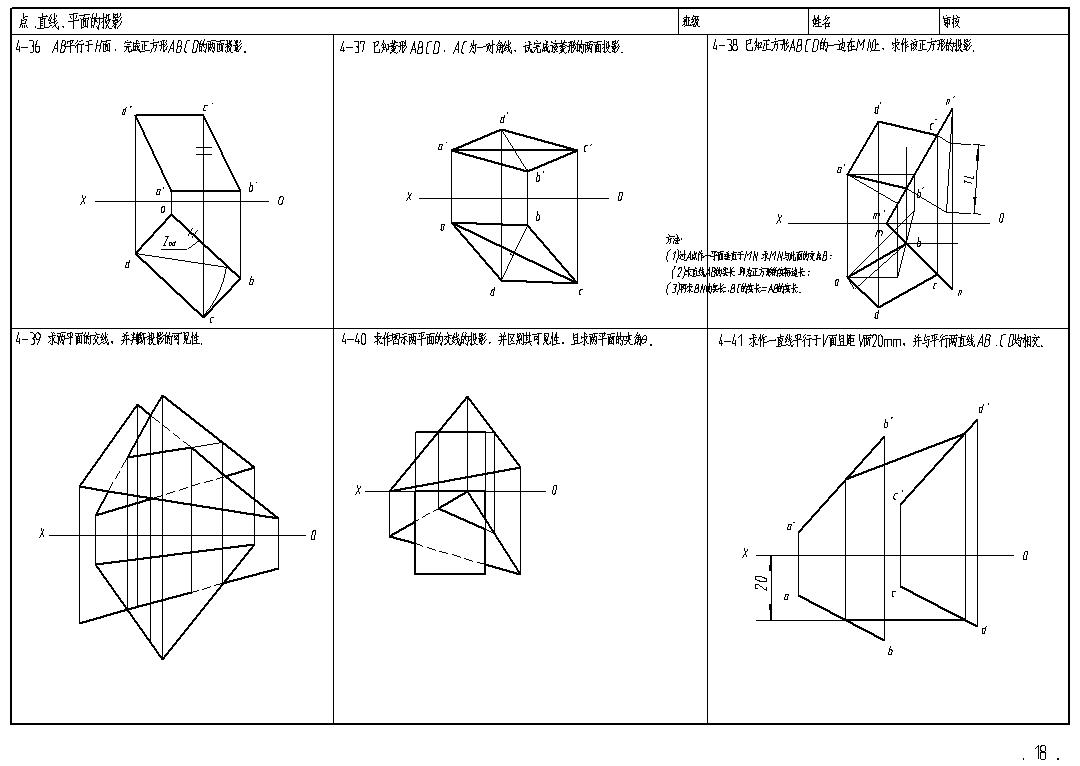 点、直线、平面的投影
班级
姓名
审核
4-36 AB平行于H面，完成正方形ABCD的两面投影。
d' c'
a' b'
X O
a
Zad
d
b
c
4-37 已知菱形ABCD，AC为一对角线，试完成该菱形的两面投影。
d'
a' c'
b'
X O
a b
d c
4-38 已知正方形ABCD的一边在MN上，求作该正方形的投影。
n'
d'
c'
a'
TL
b'
m'
X O
m
b
a
c
n
d
方法:
(1)过A点作一平面垂直于MN,求MN与此面的交点B;
(2)求直线AB的实长,即为正方形的实际边长;
(3)再求BN的实长,BC的实长=AB的实长。
4-39 求两平面的交线，并判断投影的可见性。
X O
4-40 求作图示两平面的交线的投影，并区别其可见性，且求两平面的夹角θ。
X O
4-41 求作一直线平行于V面且距V面20mm，并与平行两直线AB、CD均相交。
d'
b'
c'
a'
X O
20
a c
d
b
18